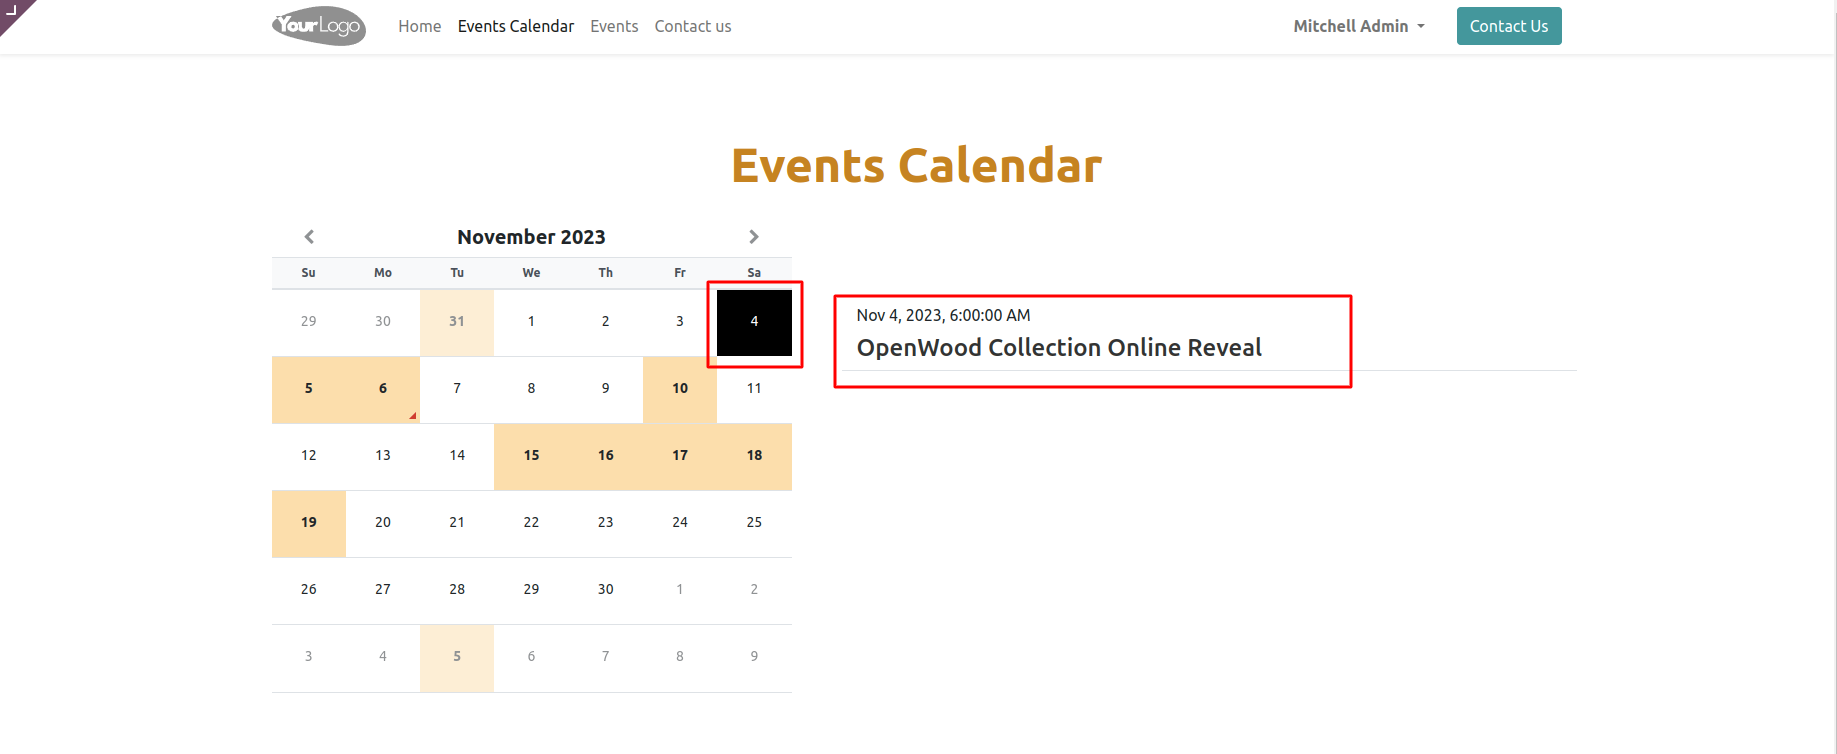 YourLogo Home Events Calendar Events Contact us Mitchell Admin Contact Us
Events Calendar
November 2023
Su Mo Tu We Th Fr Sa
29 30 31 1 2 3 4
5 6 7 8 9 10 11
12 13 14 15 16 17 18
19 20 21 22 23 24 25
26 27 28 29 30 1 2
3 4 5 6 7 8 9
Nov 4, 2023, 6:00:00 AM
OpenWood Collection Online Reveal